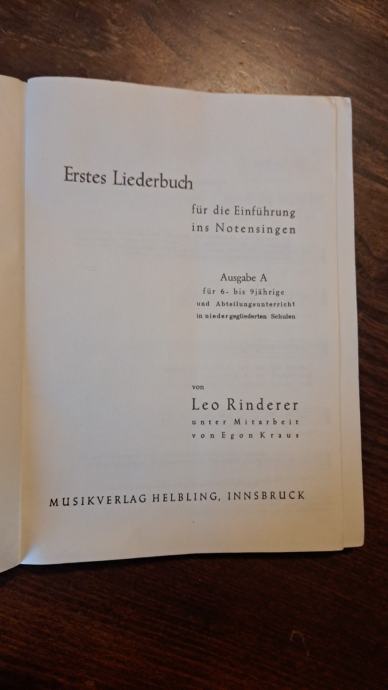 Erstes Liederbuch
für die Einführung
ins Notensingen
Ausgabe A
für 6- bis 9jährige
und Abteilungsunterricht
in niedergegliederten Schulen
von
Leo Rinderer
unter Mitarbeit
von Egon Kraus
MUSIKVERLAG HELBLING, INNSBRUCK